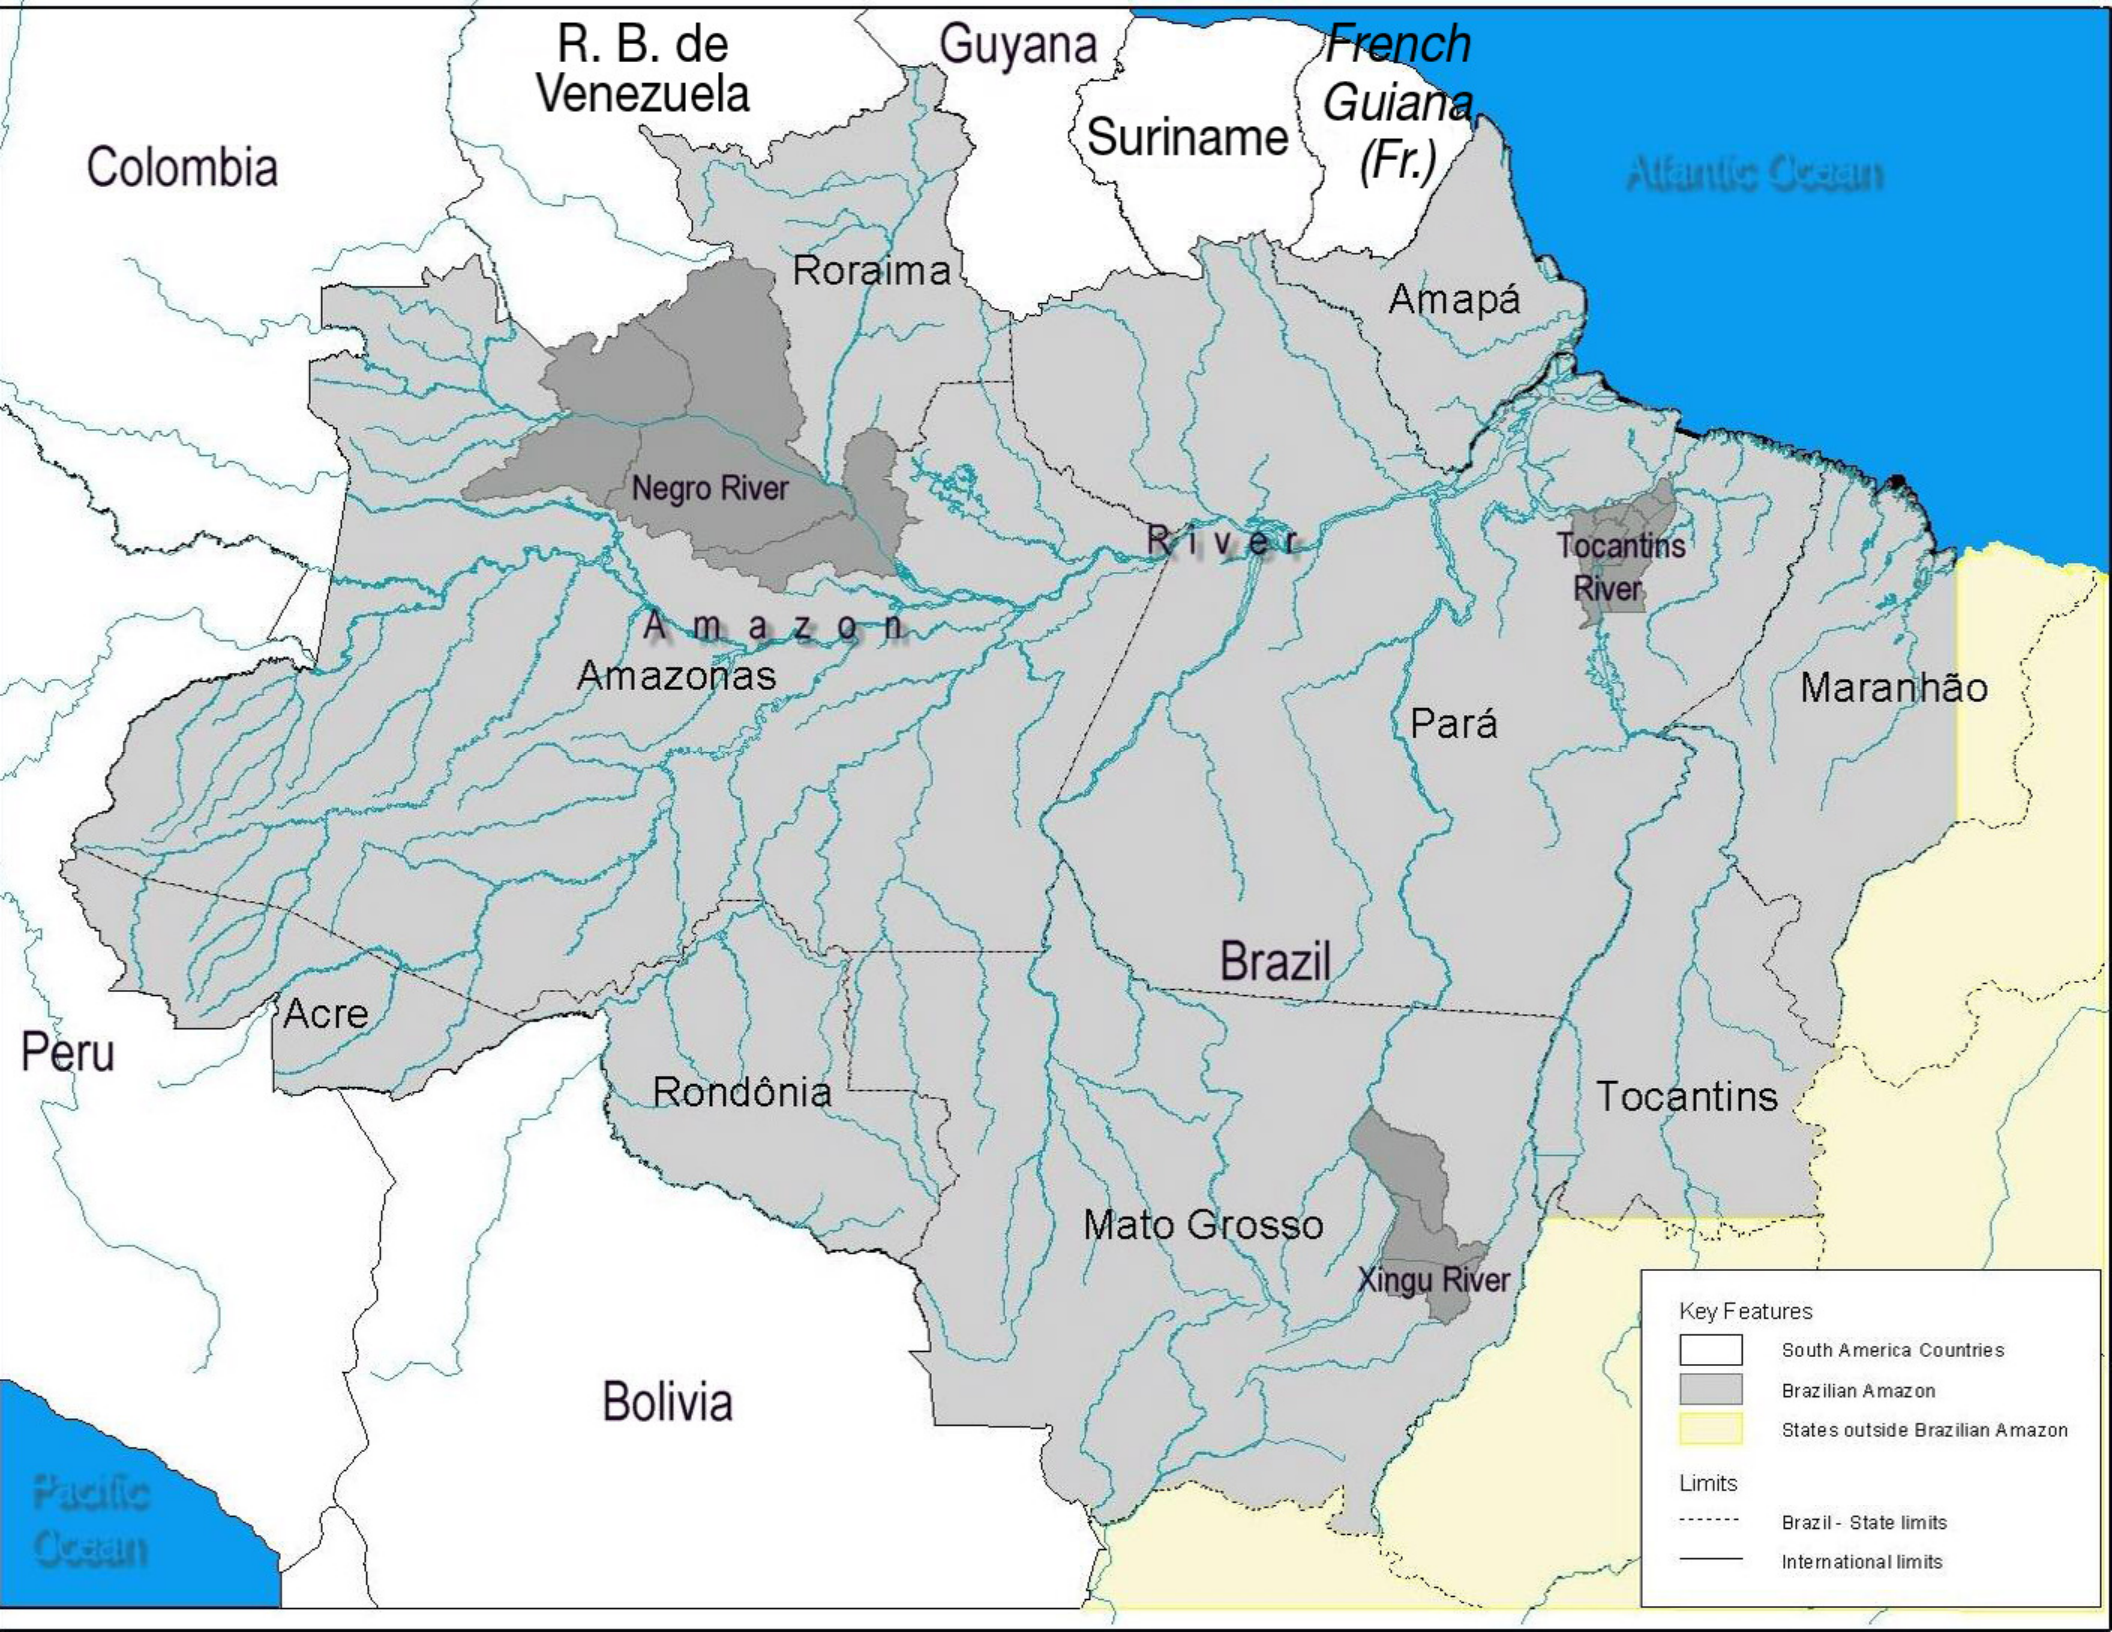 R. B. de
Venezuela
Guyana
French
Guiana
(Fr.)
Suriname
Colombia
Atlantic Ocean
Roraima
Amapá
Negro River
River
Tocantins
River
Amazon
Amazonas
Maranhão
Pará
Brazil
Acre
Peru
Rondônia
Tocantins
Mato Grosso
Xingu River
Bolivia
Pacific
Ocean
Key Features
South America Countries
Brazilian Amazon
States outside Brazilian Amazon
Limits
Brazil - State limits
International limits